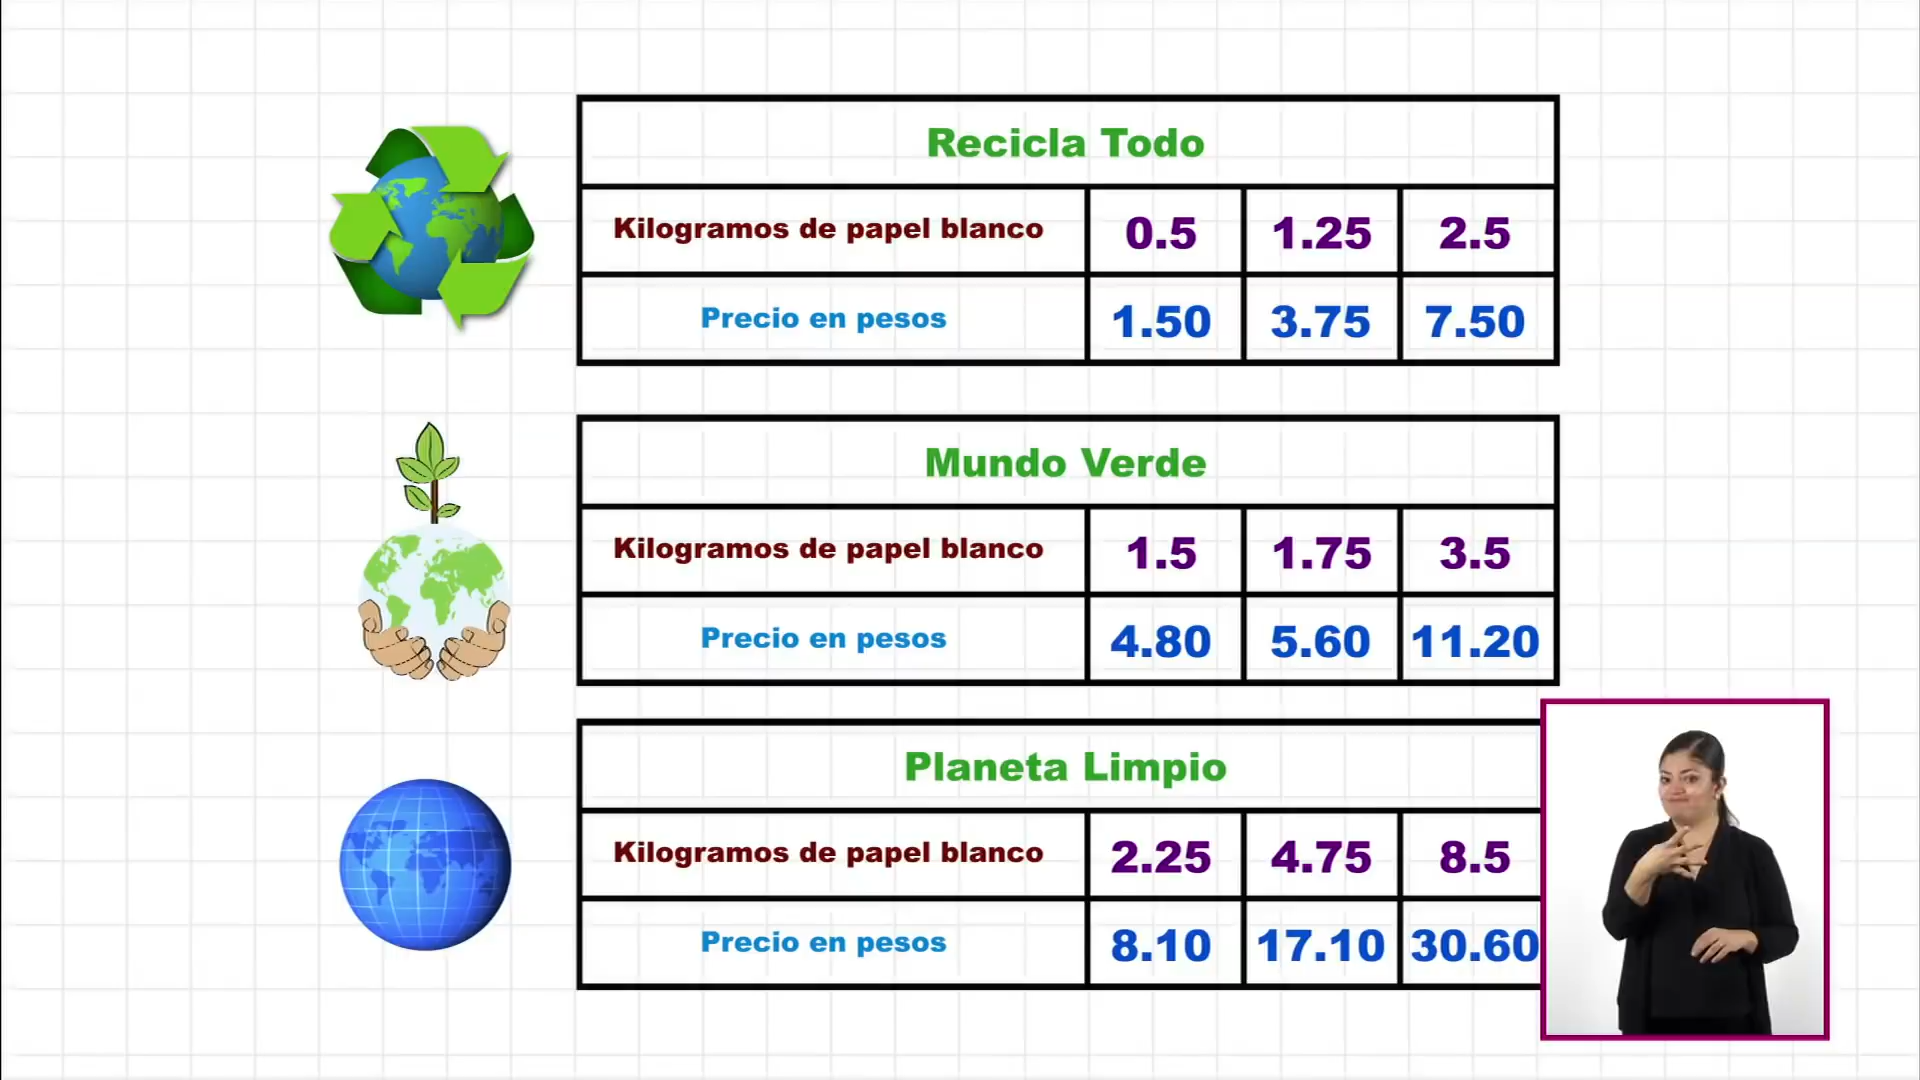 Recicla Todo
Kilogramos de papel blanco 0.5 1.25 2.5
Precio en pesos 1.50 3.75 7.50
Mundo Verde
Kilogramos de papel blanco 1.5 1.75 3.5
Precio en pesos 4.80 5.60 11.20
Planeta Limpio
Kilogramos de papel blanco 2.25 4.75 8.5
Precio en pesos 8.10 17.10 30.60